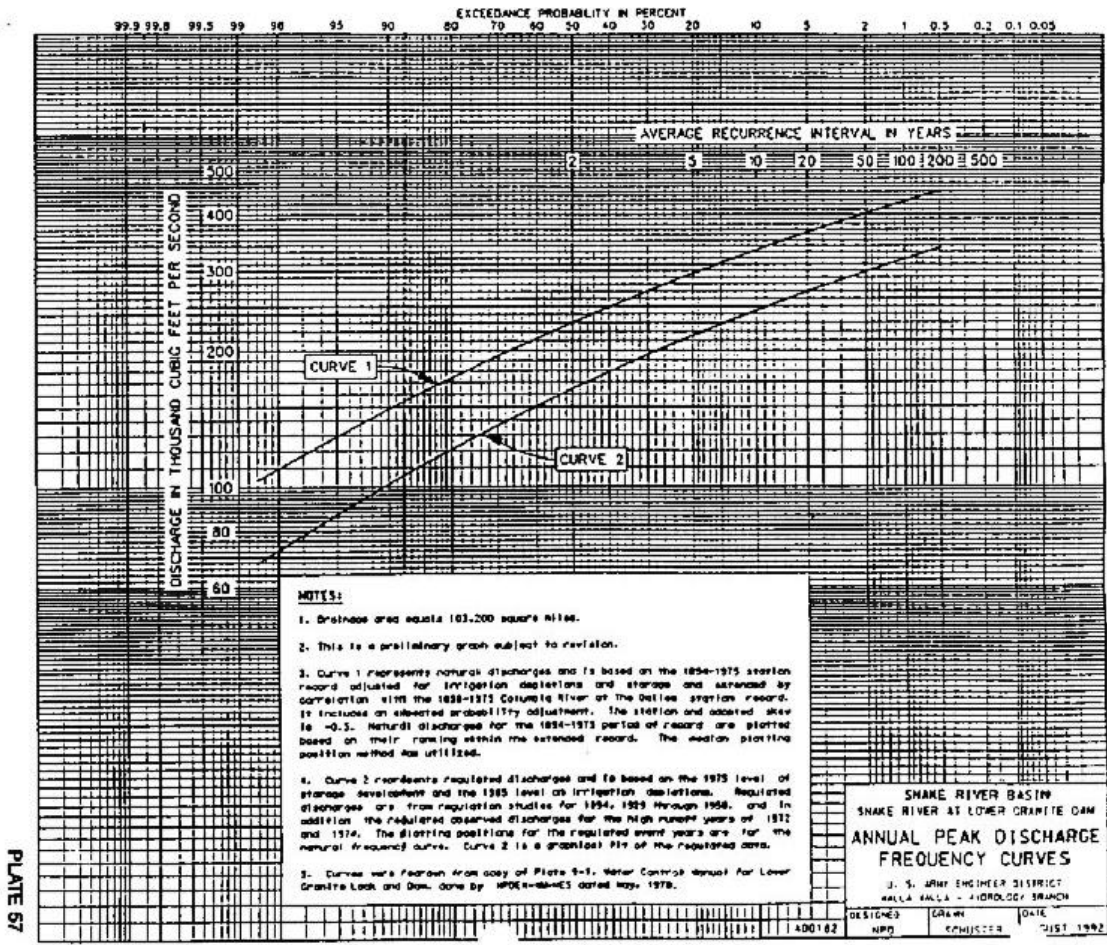 EXCEEDANCE PROBABILITY IN PERCENT
99.9 99.8 99.5 99 98 95 90 80 70 60 50 40 30 20 10 5 2 1 0.5 0.2 0.1 0.05
AVERAGE RECURRENCE INTERVAL IN YEARS
2 5 10 20 50 100 200 500
DISCHARGE IN THOUSAND CUBIC FEET PER SECOND
500
400
300
200
100
80
60
CURVE 1
CURVE 2
NOTES:
1. Drainage area equals 103,200 square miles.
2. This is a preliminary graph subject to revision.
3. Curve 1 represents natural discharges and is based on the 1894-1975 station
record adjusted for irrigation depletions and storage and extended by
correlation with the 1858-1975 Columbia River at The Dalles station record.
It includes an expected probability adjustment. The station and adopted skew
is -0.3. Natural discharges for the 1894-1973 period of record are plotted
based on their ranking within the extended record. The median plotting
position method was utilized.
4. Curve 2 represents regulated discharges and is based on the 1975 level of
storage development and the 1985 level of irrigation depletions. Regulated
discharges are from regulation studies for 1894, 1929 through 1958, and in
addition the regulated observed discharges for the high runoff years of 1972
and 1974. The plotting positions for the regulated event years are for the
natural frequency curve. Curve 2 is a graphical fit of the regulated data.
5. Curves were redrawn from copy of Plate 9-1, Water Control Manual for Lower
Granite Lock and Dam, done by dated May, 1978.
SNAKE RIVER BASIN
SNAKE RIVER AT LOWER GRANITE DAM
ANNUAL PEAK DISCHARGE
FREQUENCY CURVES
U. S. ARMY ENGINEER DISTRICT
WALLA WALLA - HYDROLOGY BRANCH
DESIGNED DRAWN DATE
NPD SCHUSTER 1992
400182
PLATE 57